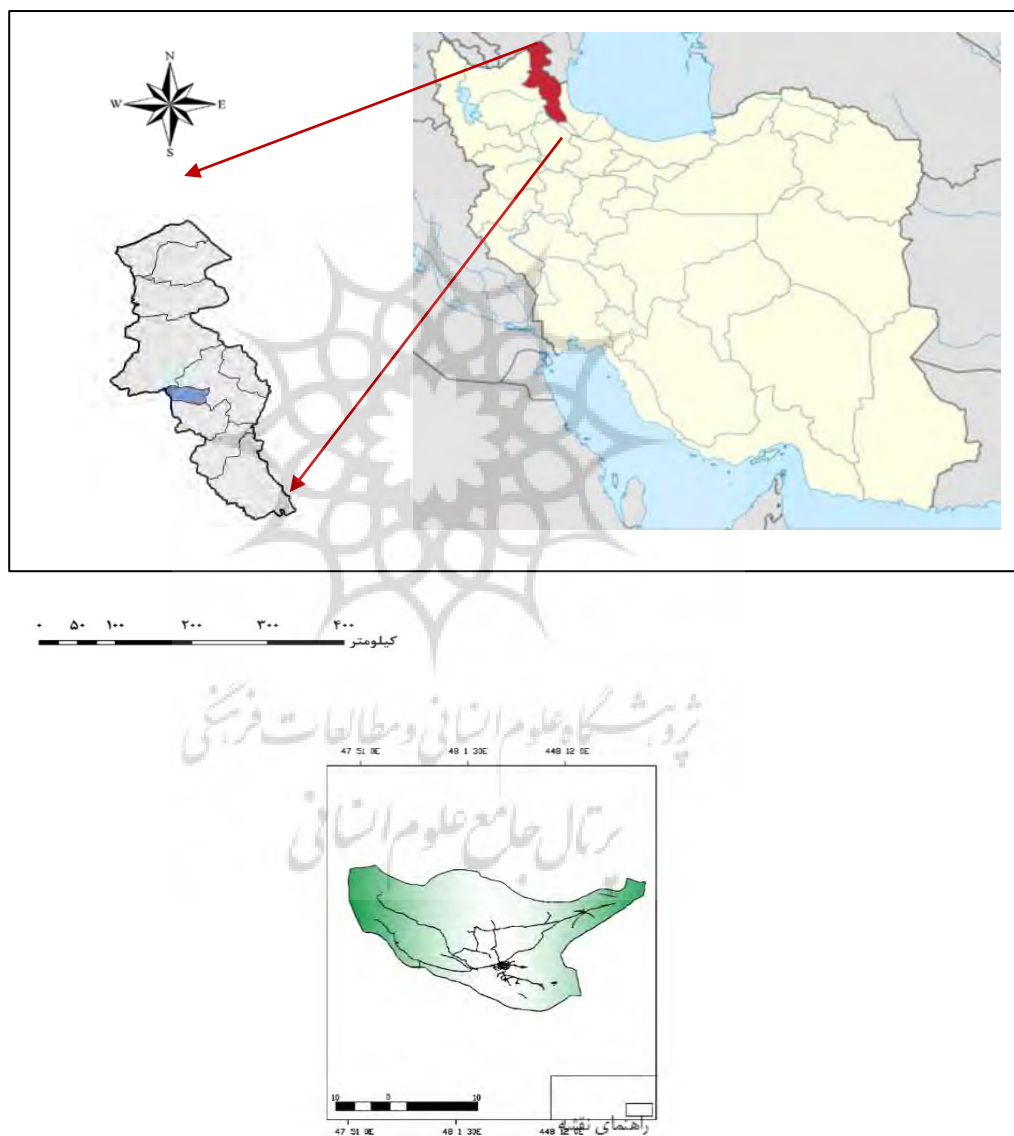 N
W E
S
۰ ۵۰ ۱۰۰ ۲۰۰ ۳۰۰ ۴۰۰
کیلومتر
پژوهشگاه علوم انسانی و مطالعات فرهنگی
47 51 0E 48 1 30E 448 12 0E
پرتال جامع علوم انسانی
10 0 10
راهنمای نقشه
47 51 0E 48 1 30E 448 12 0E